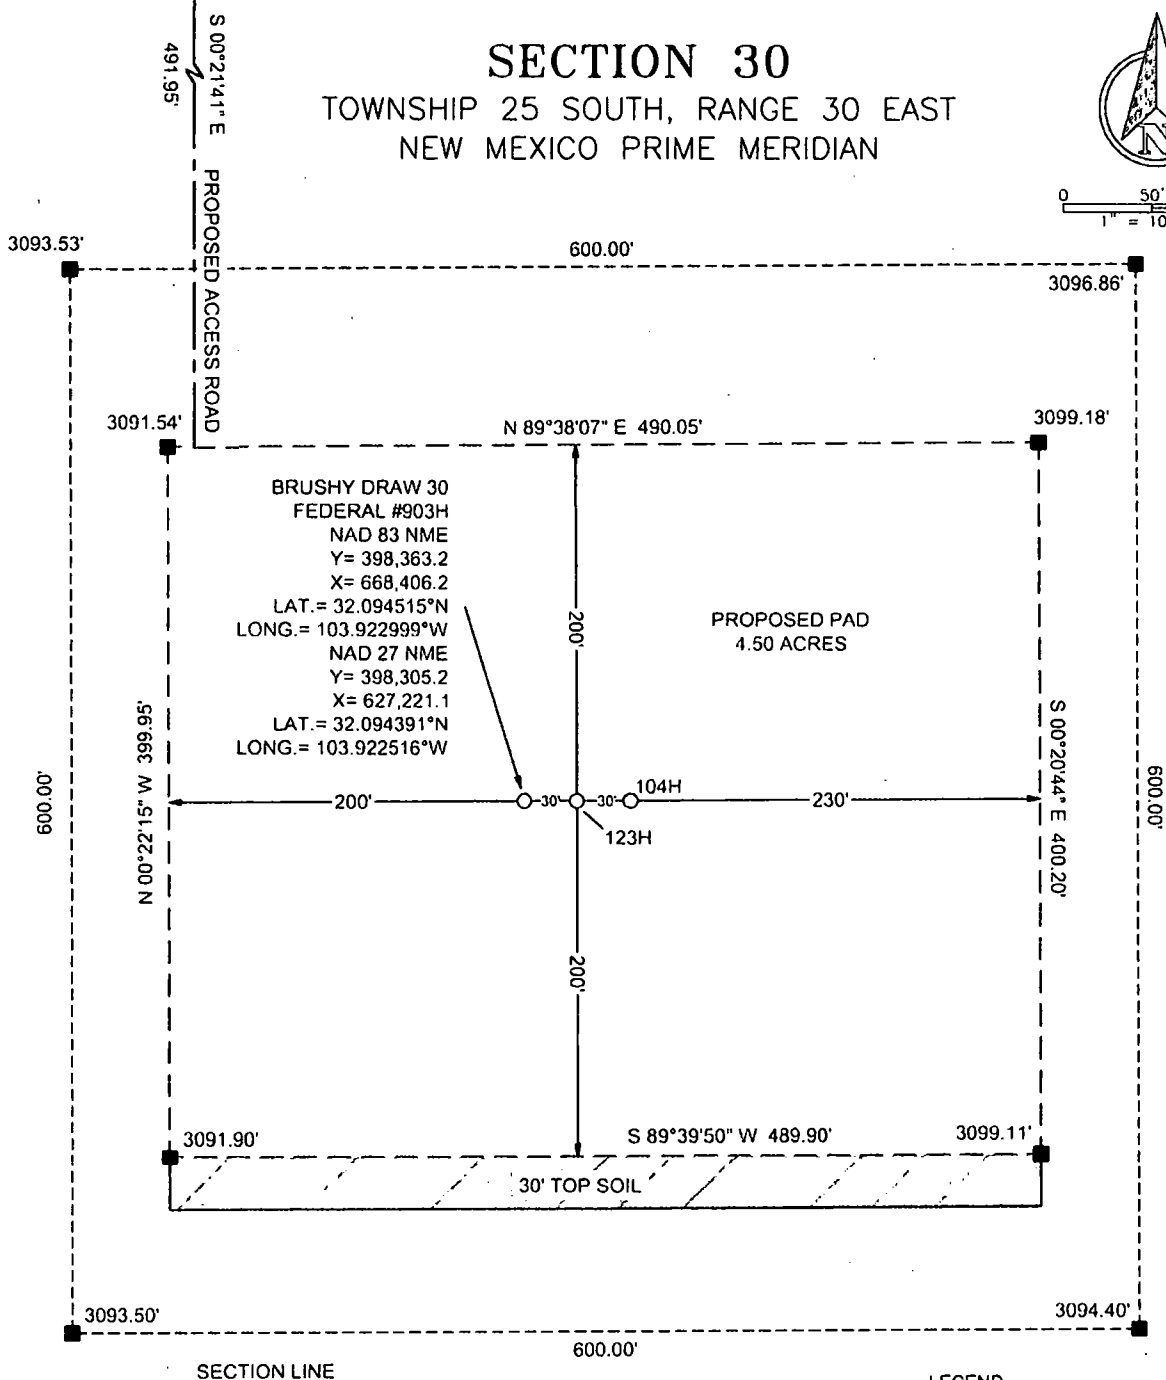 SECTION 30
TOWNSHIP 25 SOUTH, RANGE 30 EAST
NEW MEXICO PRIME MERIDIAN
N
0 50'
S 00°21'41" E
491.95'
PROPOSED ACCESS ROAD
3093.53'
600.00'
3096.86'
3091.54'
N 89°38'07" E 490.05'
3099.18'
BRUSHY DRAW 30
FEDERAL #903H
NAD 83 NME
Y= 398,363.2
X= 668,406.2
LAT.= 32.094515°N
LONG.= 103.922999°W
NAD 27 NME
Y= 398,305.2
X= 627,221.1
LAT.= 32.094391°N
LONG.= 103.922516°W
200'
PROPOSED PAD
4.50 ACRES
600.00'
N 00°22'15" W 399.95'
200'
30'
30'
104H
230'
123H
S 00°20'44" E 400.20'
600.00'
200'
3091.90'
S 89°39'50" W 489.90'
3099.11'
30' TOP SOIL
3093.50'
3094.40'
600.00'
SECTION LINE
LEGEND